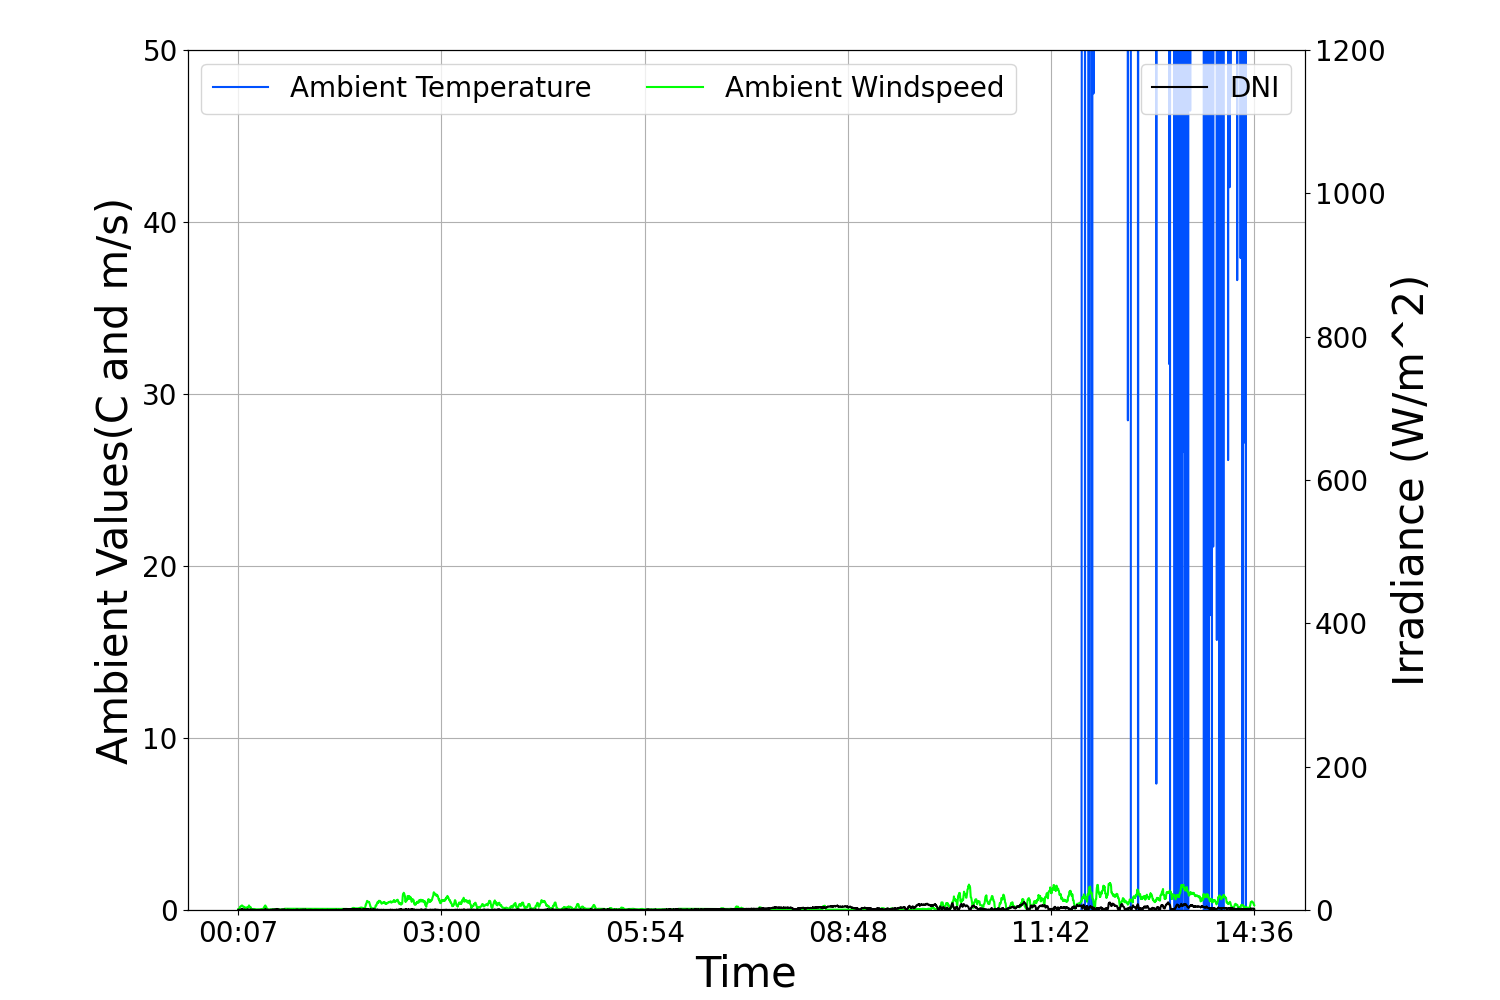 Ambient Temperature
Ambient Windspeed
DNI
Ambient Values(C and m/s)
50
40
30
20
10
0
1200
1000
800
600
400
200
0
Irradiance (W/m^2)
00:07 03:00 05:54 08:48 11:42 14:36
Time